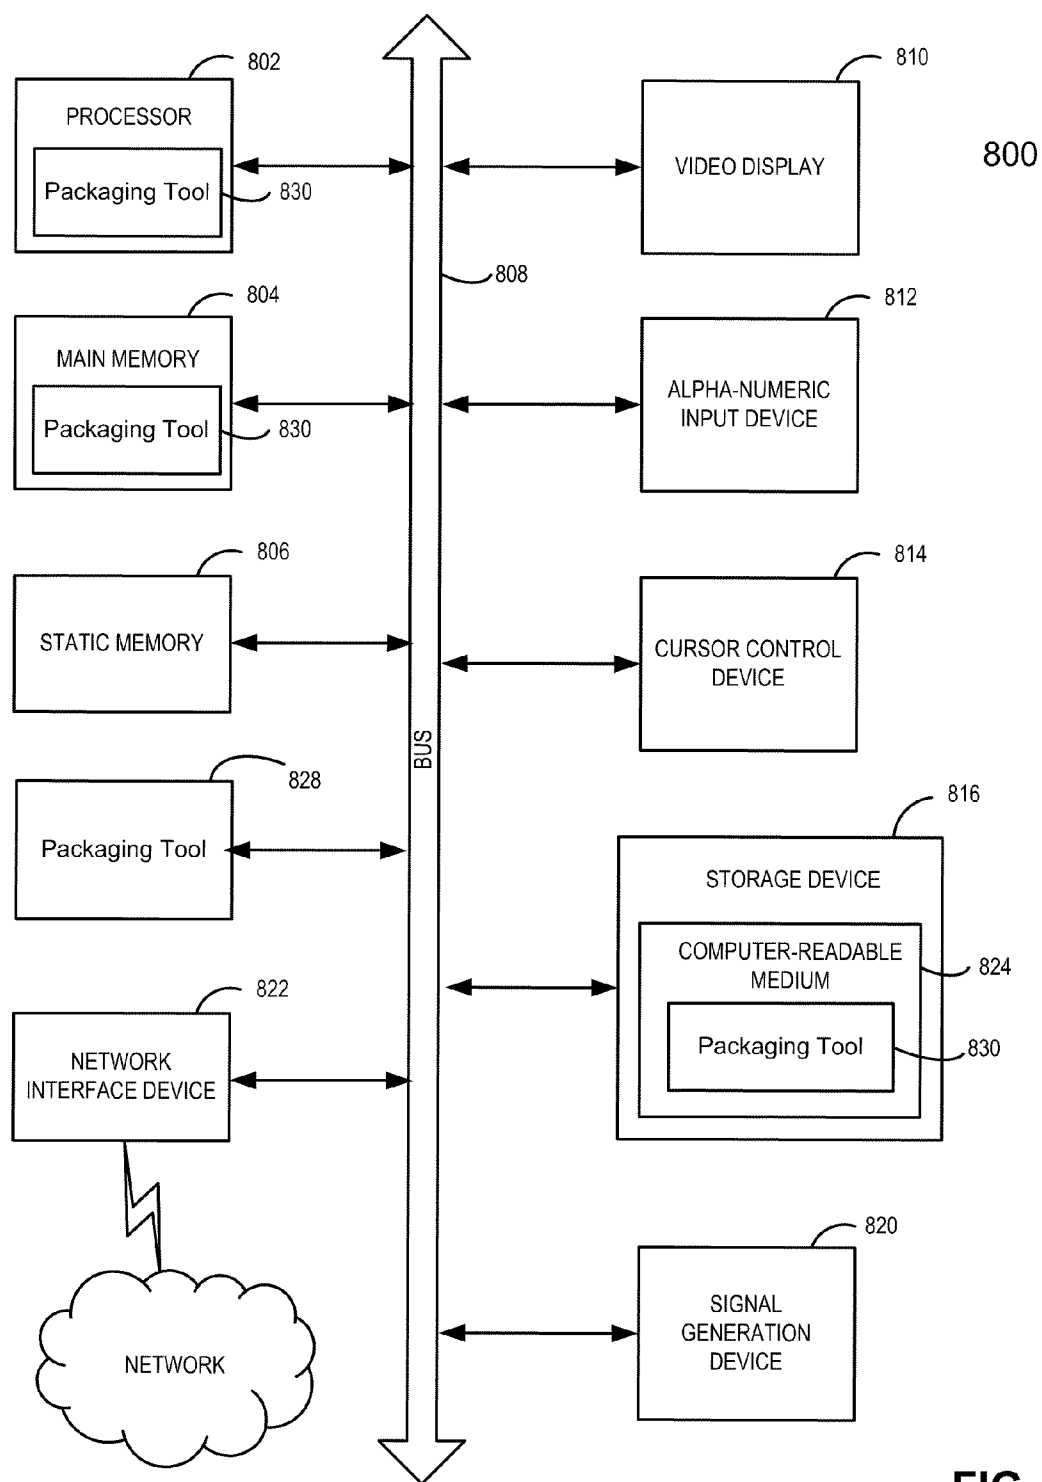 802
PROCESSOR
Packaging Tool
830
804
MAIN MEMORY
Packaging Tool
830
806
STATIC MEMORY
828
Packaging Tool
822
NETWORK
INTERFACE DEVICE
NETWORK
BUS
808
810
VIDEO DISPLAY
800
812
ALPHA-NUMERIC
INPUT DEVICE
814
CURSOR CONTROL
DEVICE
816
STORAGE DEVICE
COMPUTER-READABLE
MEDIUM
824
Packaging Tool
830
820
SIGNAL
GENERATION
DEVICE
FIG